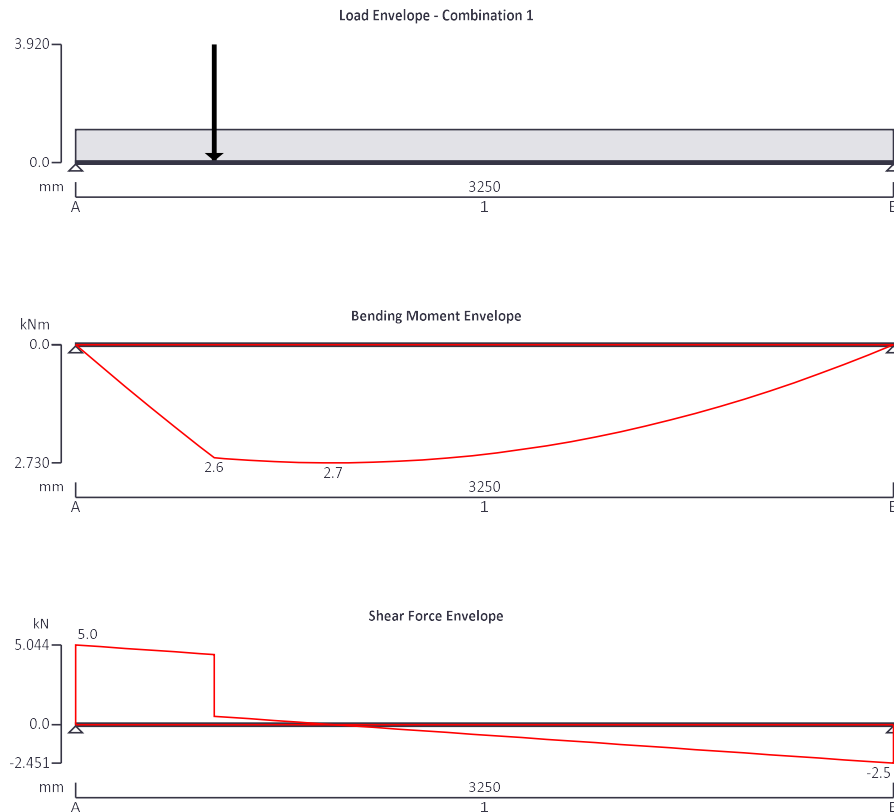 Load Envelope - Combination 1
3.920
0.0
mm
3250
A
1
Bending Moment Envelope
kNm
0.0
2.730
2.6
2.7
mm
3250
A
1
Shear Force Envelope
kN
5.044
5.0
0.0
-2.451
-2.5
mm
3250
A
1